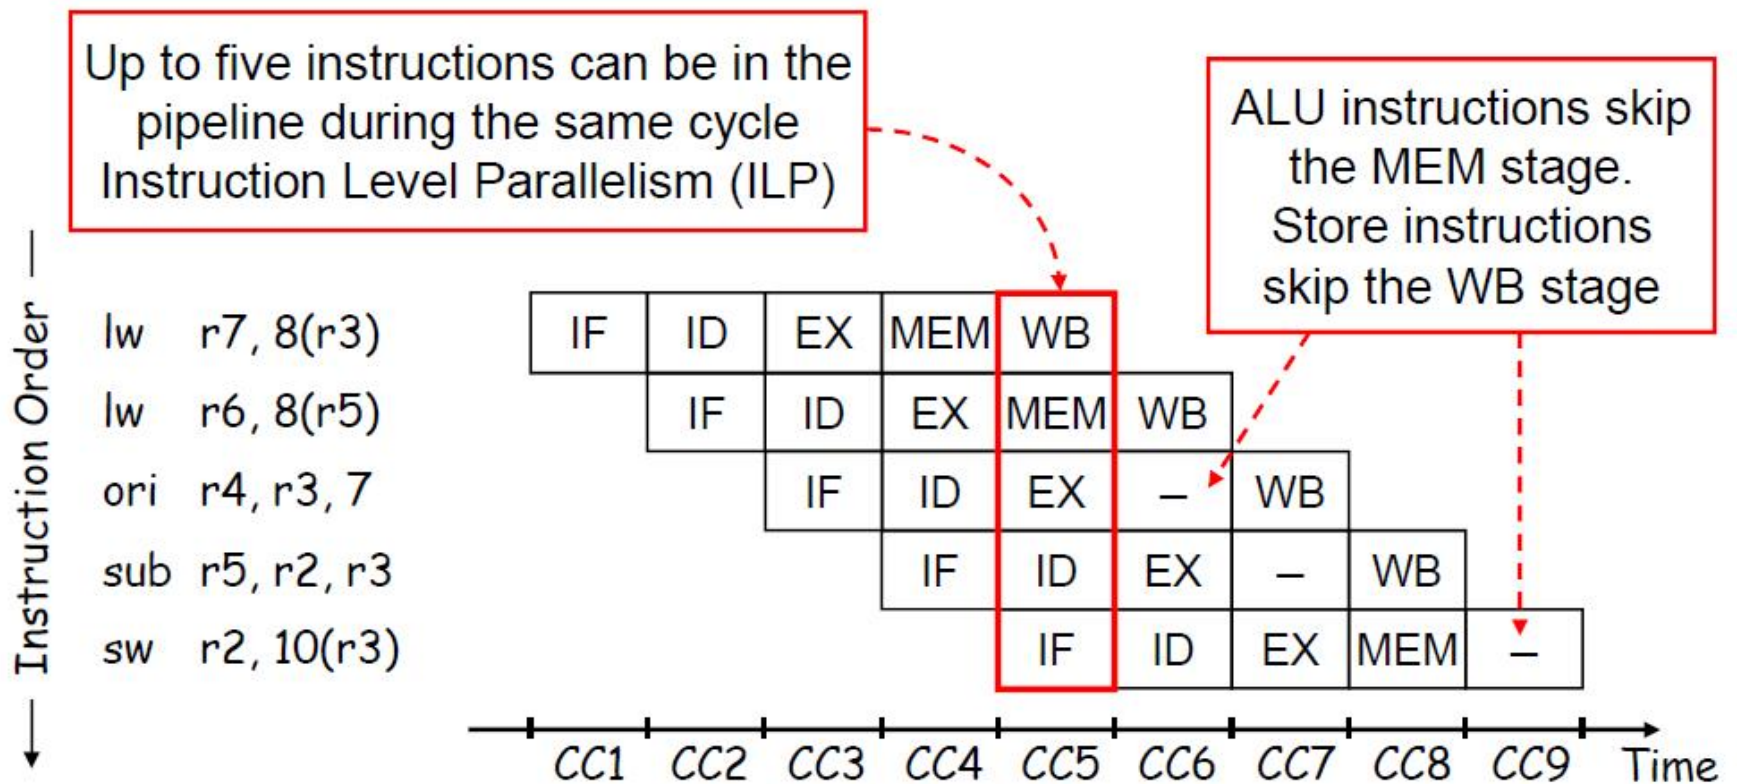 Up to five instructions can be in the
pipeline during the same cycle
Instruction Level Parallelism (ILP)
ALU instructions skip
the MEM stage.
Store instructions
skip the WB stage
Instruction Order
lw r7, 8(r3) IF ID EX MEM WB
lw r6, 8(r5) IF ID EX MEM WB
ori r4, r3, 7 IF ID EX – WB
sub r5, r2, r3 IF ID EX – WB
sw r2, 10(r3) IF ID EX MEM –
CC1 CC2 CC3 CC4 CC5 CC6 CC7 CC8 CC9 Time